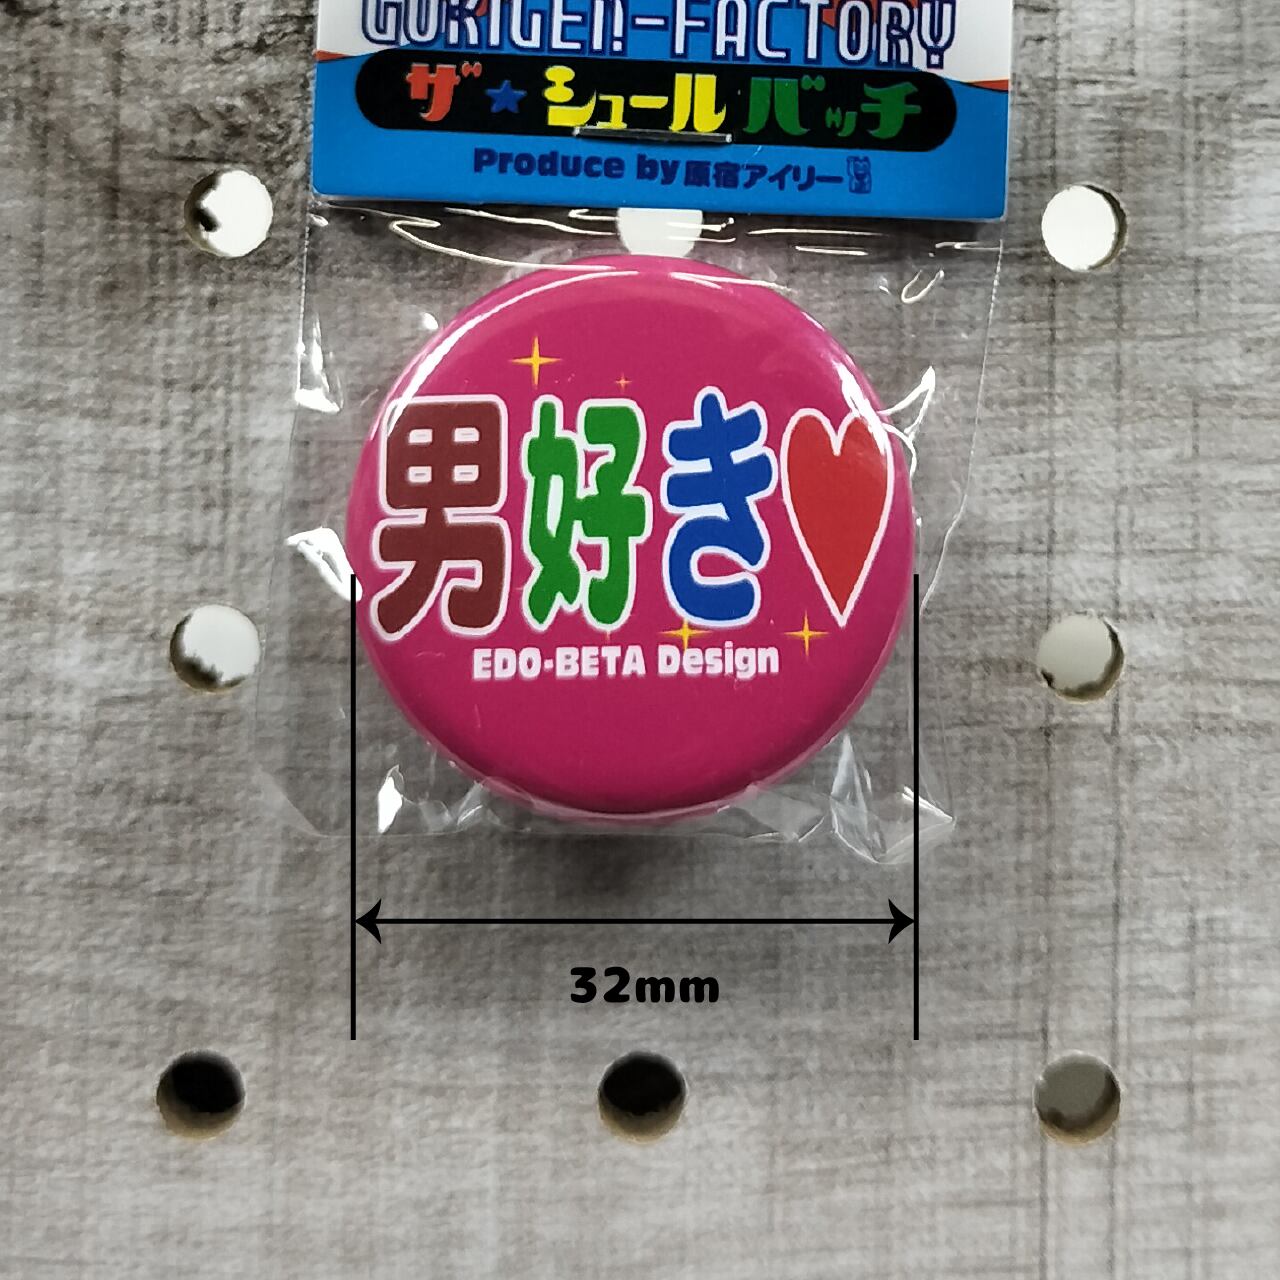 GOKIGEN-FACTORY
ザ★シュールバッチ
Produce by 原宿アイリー
男好き♥
EDO-BETA Design
32mm